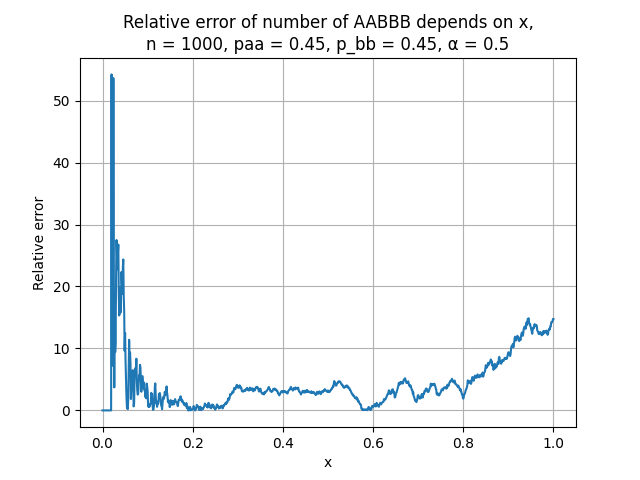 Relative error of number of AABBB depends on x,
n = 1000, paa = 0.45, p_bb = 0.45, α = 0.5
Relative error
50
40
30
20
10
0
0.0 0.2 0.4 0.6 0.8 1.0
x